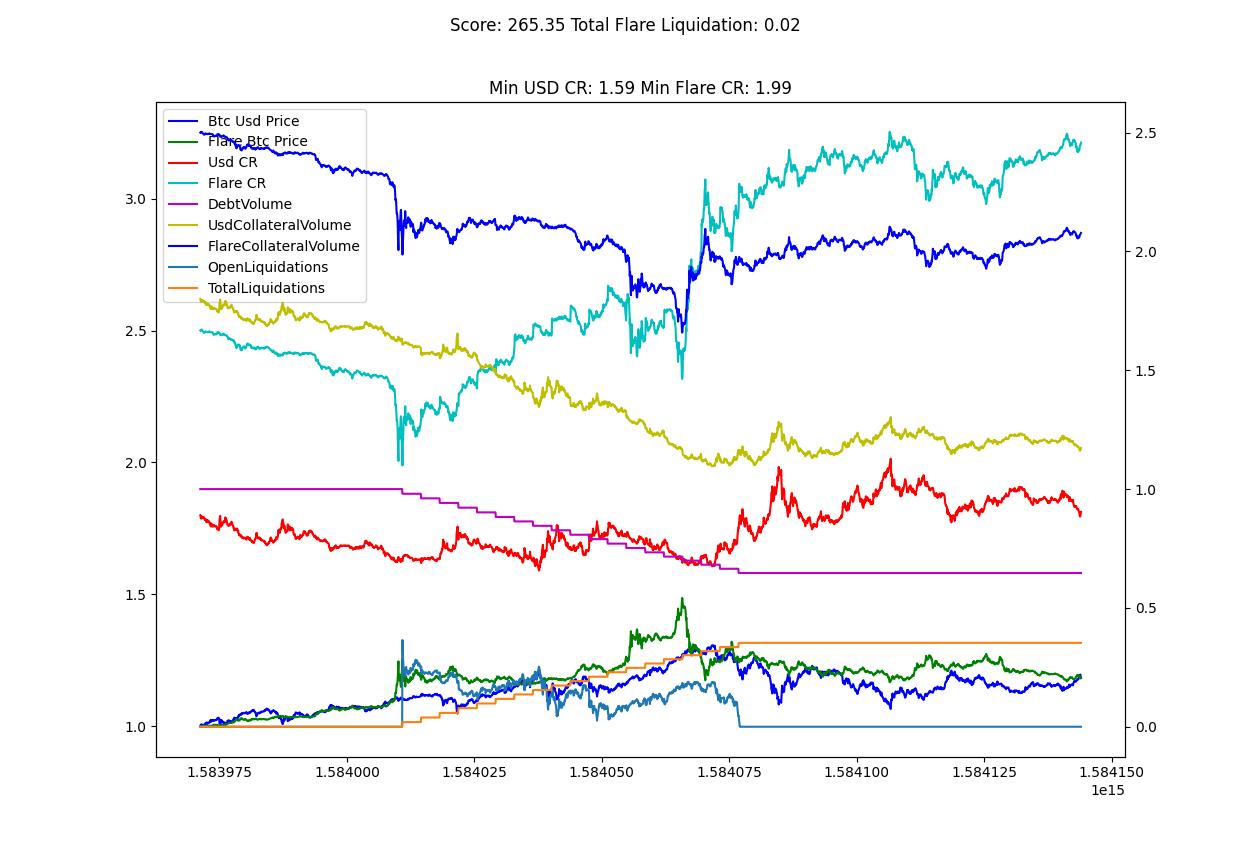 Score: 265.35 Total Flare Liquidation: 0.02
Min USD CR: 1.59 Min Flare CR: 1.99
Btc Usd Price
Flare Btc Price
Usd CR
Flare CR
DebtVolume
UsdCollateralVolume
FlareCollateralVolume
OpenLiquidations
TotalLiquidations
3.0
2.5
2.0
1.5
1.0
2.5
2.0
1.5
1.0
0.5
0.0
1.583975 1.584000 1.584025 1.584050 1.584075 1.584100 1.584125 1.584150
1e15